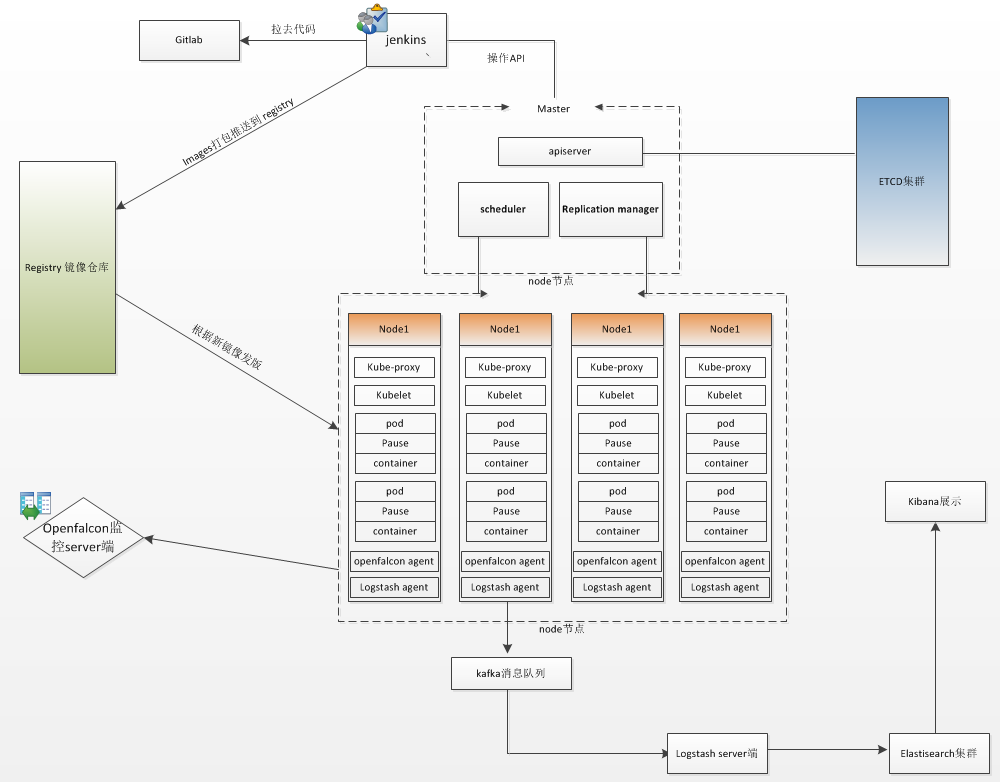 Gitlab
拉去代码
jenkins
、
操作API
Images打包推送到 registry
Master
apiserver
ETCD集群
scheduler
Replication manager
Registry 镜像仓库
node节点
根据新镜像发版
Node1
Node1
Node1
Node1
Kube-proxy
Kube-proxy
Kube-proxy
Kube-proxy
Kubelet
Kubelet
Kubelet
Kubelet
pod
pod
pod
pod
Pause
Pause
Pause
Pause
container
container
container
container
pod
pod
pod
pod
Pause
Pause
Pause
Pause
container
container
container
container
openfalcon agent
openfalcon agent
openfalcon agent
openfalcon agent
Logstash agent
Logstash agent
Logstash agent
Logstash agent
Openfalcon监
控server端
Kibana展示
node节点
kafka消息队列
Logstash server端
Elastisearch集群